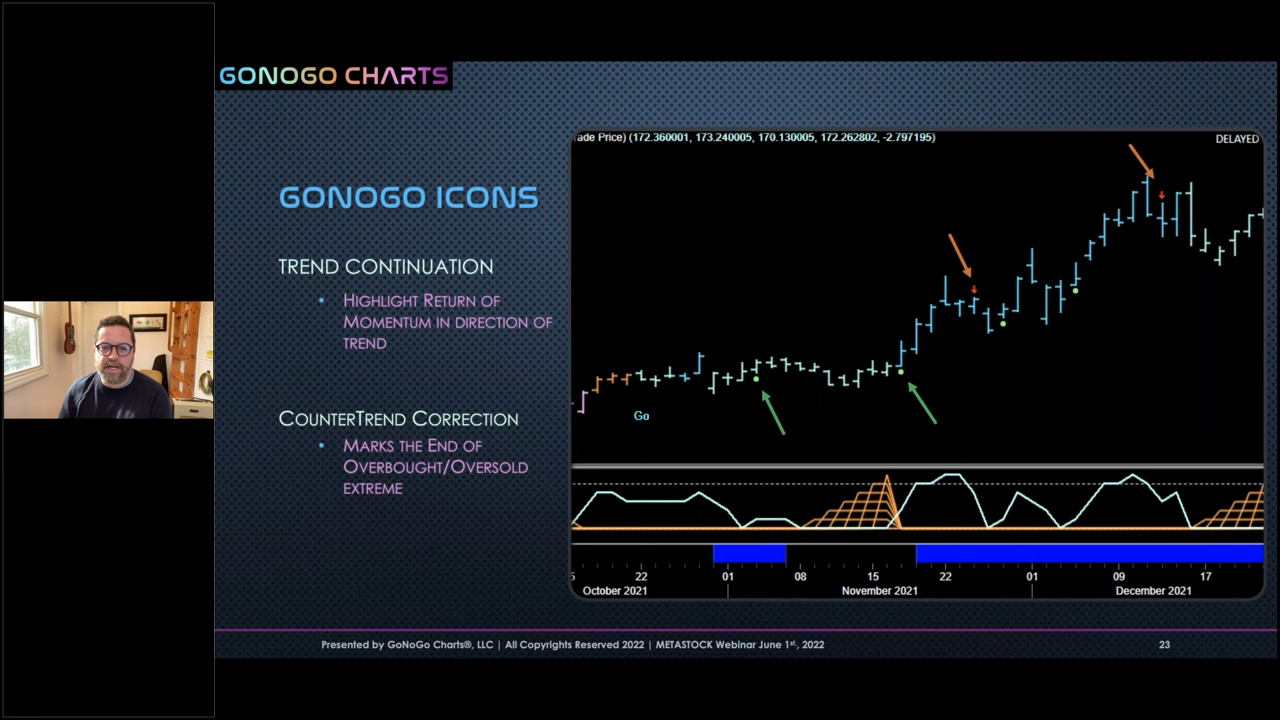 GONOGO CHARTS
GONOGO ICONS
TREND CONTINUATION
• HIGHLIGHT RETURN OF
MOMENTUM IN DIRECTION OF
TREND
COUNTERTREND CORRECTION
• MARKS THE END OF
OVERBOUGHT/OVERSOLD
EXTREME
rade Price) (172.360001, 173.240005, 170.130005, 172.262802, -2.797195)
DELAYED
Go
5 22 01 08 15 22 01 09 17
October 2021 November 2021 December 2021
Presented by GoNoGo Charts®, LLC | All Copyrights Reserved 2022 | METASTOCK Webinar June 1st, 2022
23